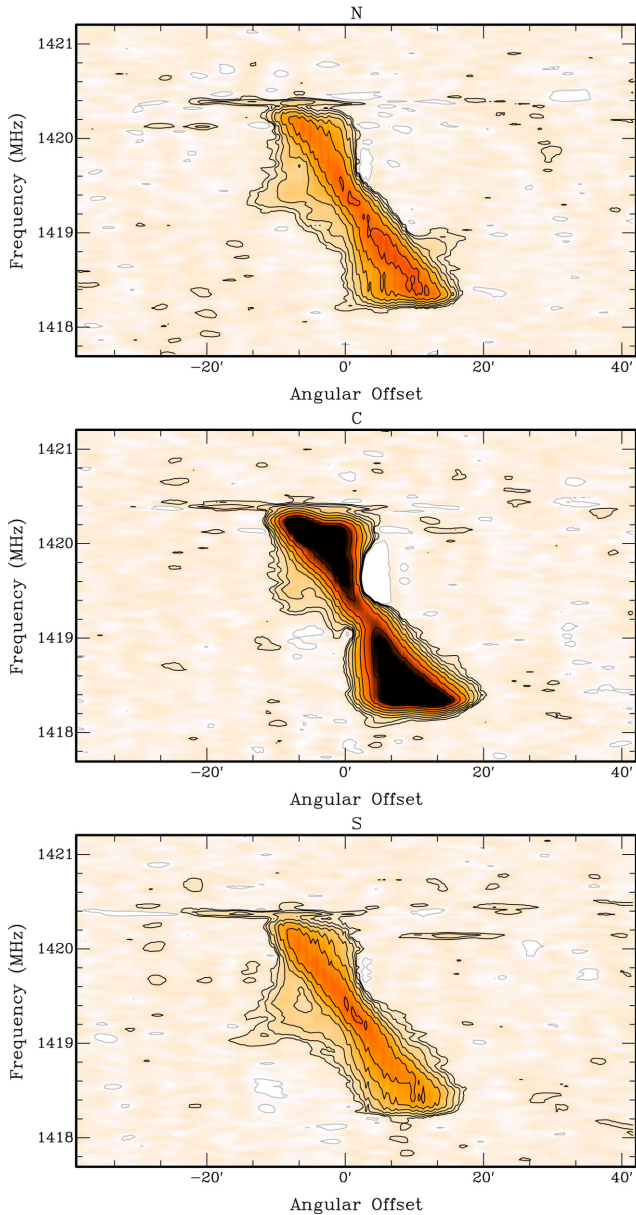 N
1421
1420
1419
1418
Frequency (MHz)
−20′ 0′ 20′ 40′
Angular Offset
C
1421
1420
1419
1418
Frequency (MHz)
−20′ 0′ 20′ 40′
Angular Offset
S
1421
1420
1419
1418
Frequency (MHz)
−20′ 0′ 20′ 40′
Angular Offset